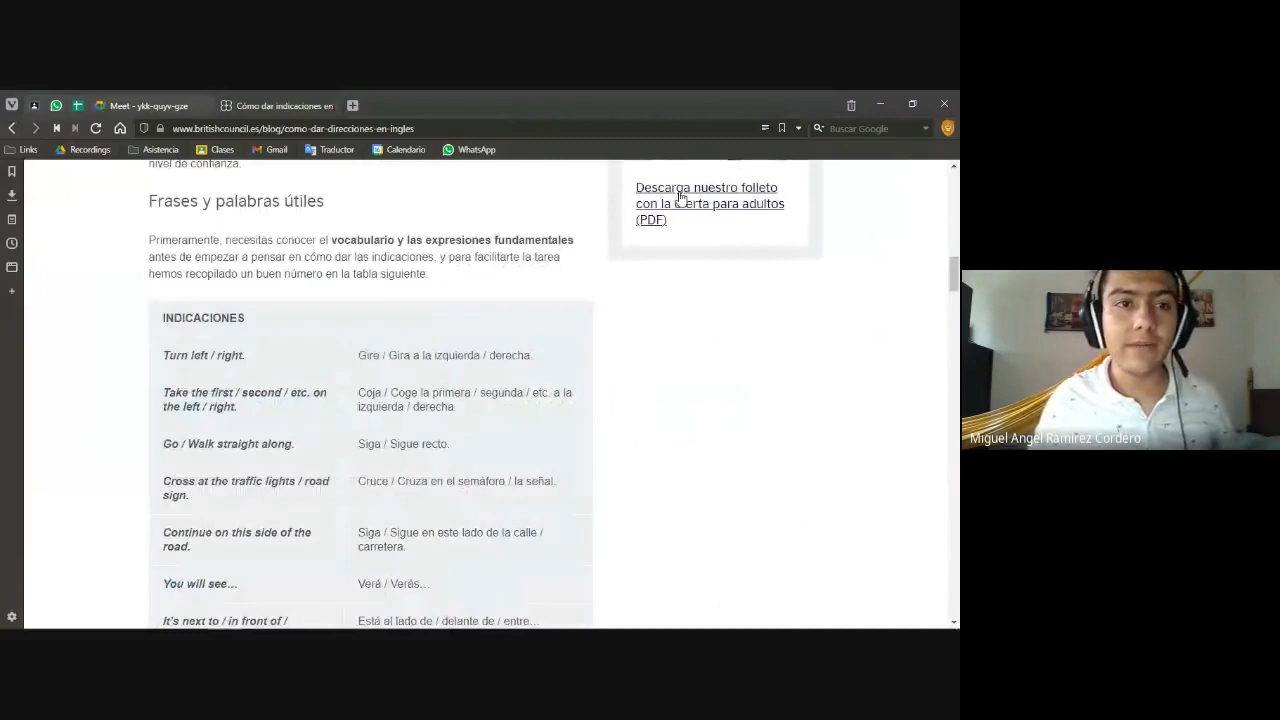 Meet - ykk-quyv-gze
Cómo dar indicaciones en
www.britishcouncil.es/blog/como-dar-direcciones-en-ingles
Buscar Google
Links
Recordings
Asistencia
Clases
Gmail
Traductor
Calendario
WhatsApp
nivel de confianza.
Frases y palabras útiles
Primeramente, necesitas conocer el vocabulario y las expresiones fundamentales
antes de empezar a pensar en cómo dar las indicaciones, y para facilitarte la tarea
hemos recopilado un buen número en la tabla siguiente.
INDICACIONES
Turn left / right.
Gire / Gira a la izquierda / derecha.
Take the first / second / etc. on
the left / right.
Coja / Coge la primera / segunda / etc. a la
izquierda / derecha
Go / Walk straight along.
Siga / Sigue recto.
Cross at the traffic lights / road
sign.
Cruce / Cruza en el semáforo / la señal.
Continue on this side of the
road.
Siga / Sigue en este lado de la calle /
carretera.
You will see…
Verá / Verás…
It's next to / in front of /
Está al lado de / delante de / entre…
Descarga nuestro folleto
con la oferta para adultos
(PDF)
Miguel Angel Ramirez Cordero